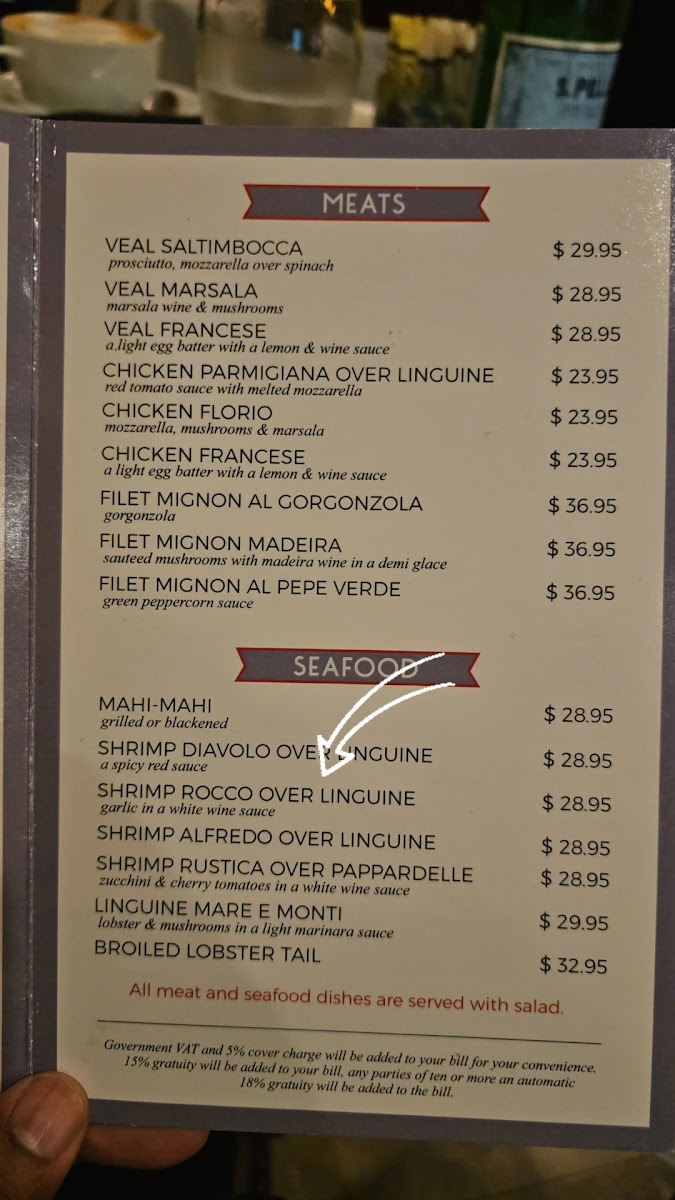 S.PEL
MEATS
VEAL SALTIMBOCCA $ 29.95
prosciutto, mozzarella over spinach
VEAL MARSALA $ 28.95
marsala wine & mushrooms
VEAL FRANCESE $ 28.95
a light egg batter with a lemon & wine sauce
CHICKEN PARMIGIANA OVER LINGUINE $ 23.95
red tomato sauce with melted mozzarella
CHICKEN FLORIO $ 23.95
mozzarella, mushrooms & marsala
CHICKEN FRANCESE $ 23.95
a light egg batter with a lemon & wine sauce
FILET MIGNON AL GORGONZOLA $ 36.95
gorgonzola
FILET MIGNON MADEIRA $ 36.95
sauteed mushrooms with madeira wine in a demi glace
FILET MIGNON AL PEPE VERDE $ 36.95
green peppercorn sauce
SEAFOOD
MAHI-MAHI $ 28.95
grilled or blackened
SHRIMP DIAVOLO OVER LINGUINE $ 28.95
a spicy red sauce
SHRIMP ROCCO OVER LINGUINE $ 28.95
garlic in a white wine sauce
SHRIMP ALFREDO OVER LINGUINE $ 28.95
SHRIMP RUSTICA OVER PAPPARDELLE $ 28.95
zucchini & cherry tomatoes in a white wine sauce
LINGUINE MARE E MONTI $ 29.95
lobster & mushrooms in a light marinara sauce
BROILED LOBSTER TAIL $ 32.95
All meat and seafood dishes are served with salad.
Government VAT and 5% cover charge will be added to your bill for your convenience.
15% gratuity will be added to your bill, any parties of ten or more an automatic
18% gratuity will be added to the bill.